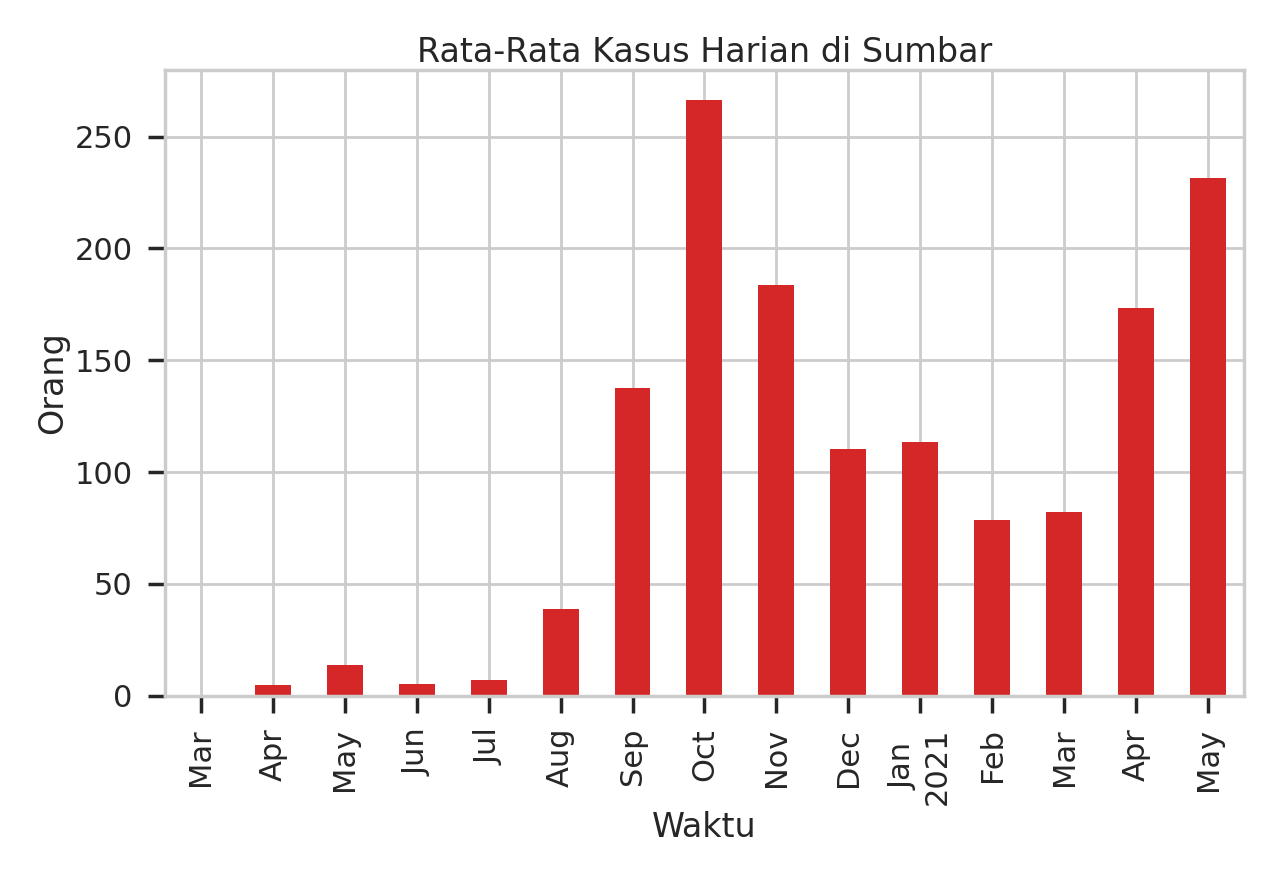 Rata-Rata Kasus Harian di Sumbar
Orang
250
200
150
100
50
0
Mar
Apr
May
Jun
Jul
Aug
Sep
Oct
Nov
Dec
Jan
2021
Feb
Mar
Apr
May
Waktu